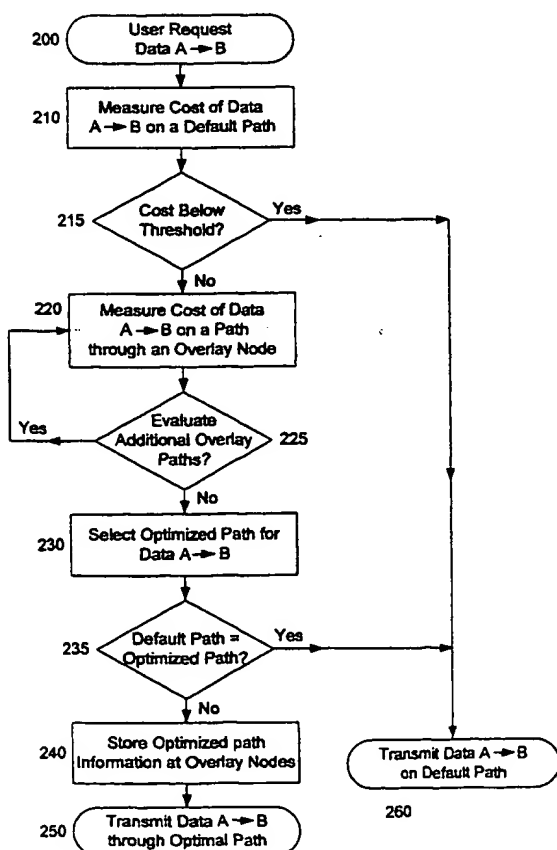 200
User Request
Data A → B
210
Measure Cost of Data
A → B on a Default Path
215
Cost Below
Threshold?
Yes
No
220
Measure Cost of Data
A → B on a Path
through an Overlay Node
Yes
Evaluate
Additional Overlay
Paths?
225
No
230
Select Optimized Path for
Data A → B
235
Default Path =
Optimized Path?
Yes
No
240
Store Optimized path
Information at Overlay Nodes
250
Transmit Data A → B
through Optimal Path
Transmit Data A → B
on Default Path
260